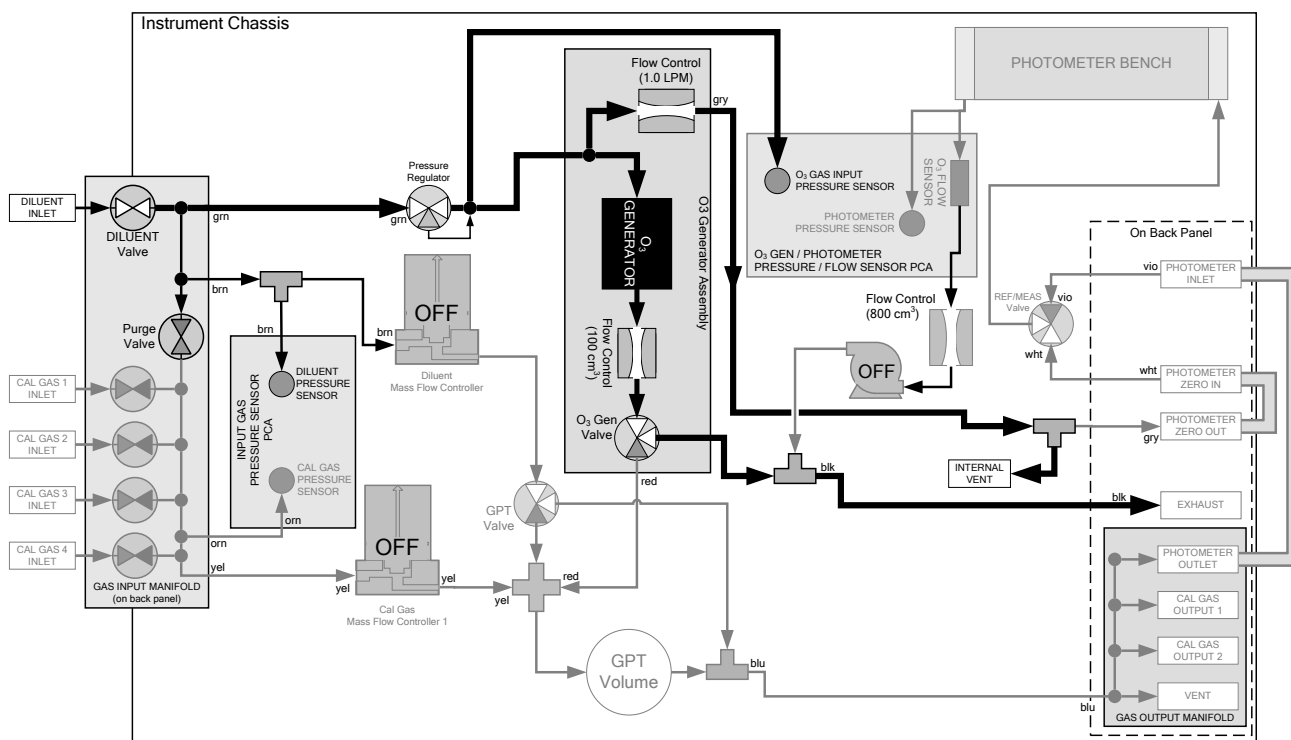 Instrument Chassis
Flow Control
(1.0 LPM)
gry
PHOTOMETER BENCH
Pressure
Regulator
O₃ GAS INPUT
PRESSURE SENSOR
O₃ FLOW
SENSOR
PHOTOMETER
PRESSURE SENSOR
O₃ GEN / PHOTOMETER
PRESSURE / FLOW SENSOR PCA
DILUENT
INLET
grn
grn
DILUENT
Valve
O₃
GENERATOR
O3 Generator Assembly
On Back Panel
vio
PHOTOMETER
INLET
REF/MEAS
Valve
vio
wht
wht
PHOTOMETER
ZERO IN
PHOTOMETER
ZERO OUT
gry
brn
brn
brn
Purge
Valve
OFF
Diluent
Mass Flow Controller
Flow Control
(100 cm³)
Flow Control
(800 cm³)
OFF
CAL GAS 1
INLET
CAL GAS 2
INLET
CAL GAS 3
INLET
CAL GAS 4
INLET
DILUENT
PRESSURE
SENSOR
INPUT GAS
PRESSURE SENSOR
PCA
CAL GAS
PRESSURE
SENSOR
orn
orn
yel
GAS INPUT MANIFOLD
(on back panel)
O₃ Gen
Valve
red
blk
INTERNAL
VENT
blk
EXHAUST
OFF
yel
yel
Cal Gas
Mass Flow Controller 1
GPT
Valve
yel
red
GPT
Volume
blu
blu
PHOTOMETER
OUTLET
CAL GAS
OUTPUT 1
CAL GAS
OUTPUT 2
VENT
GAS OUTPUT MANIFOLD